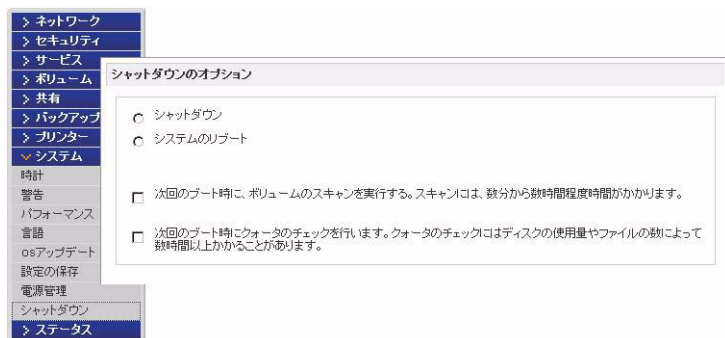 > ネットワーク
> セキュリティ
> サービス
> ボリューム
> 共有
> バックアップ
> プリンター
システム
時計
警告
パフォーマンス
言語
osアップデート
設定の保存
電源管理
シャットダウン
> ステータス
シャットダウンのオプション
シャットダウン
システムのリブート
次回のブート時に、ボリュームのスキャンを実行する。スキャンには、数分から数時間程度時間がかかります。
次回のブート時にクォータのチェックを行います。クォータのチェックにはディスクの使用量やファイルの数によって
数時間以上かかることがあります。